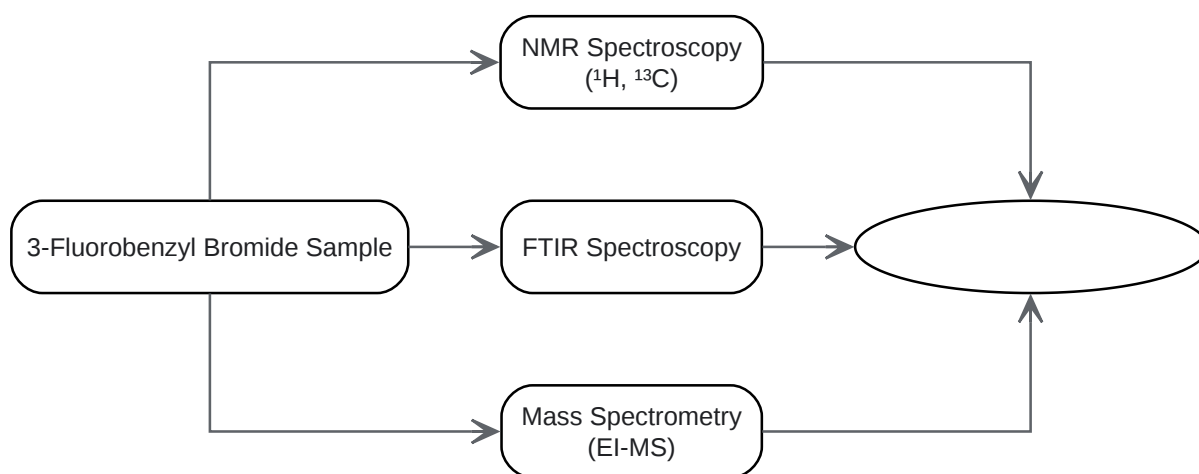 NMR Spectroscopy
(¹H, ¹³C)
3-Fluorobenzyl Bromide Sample
FTIR Spectroscopy
Mass Spectrometry
(EI-MS)